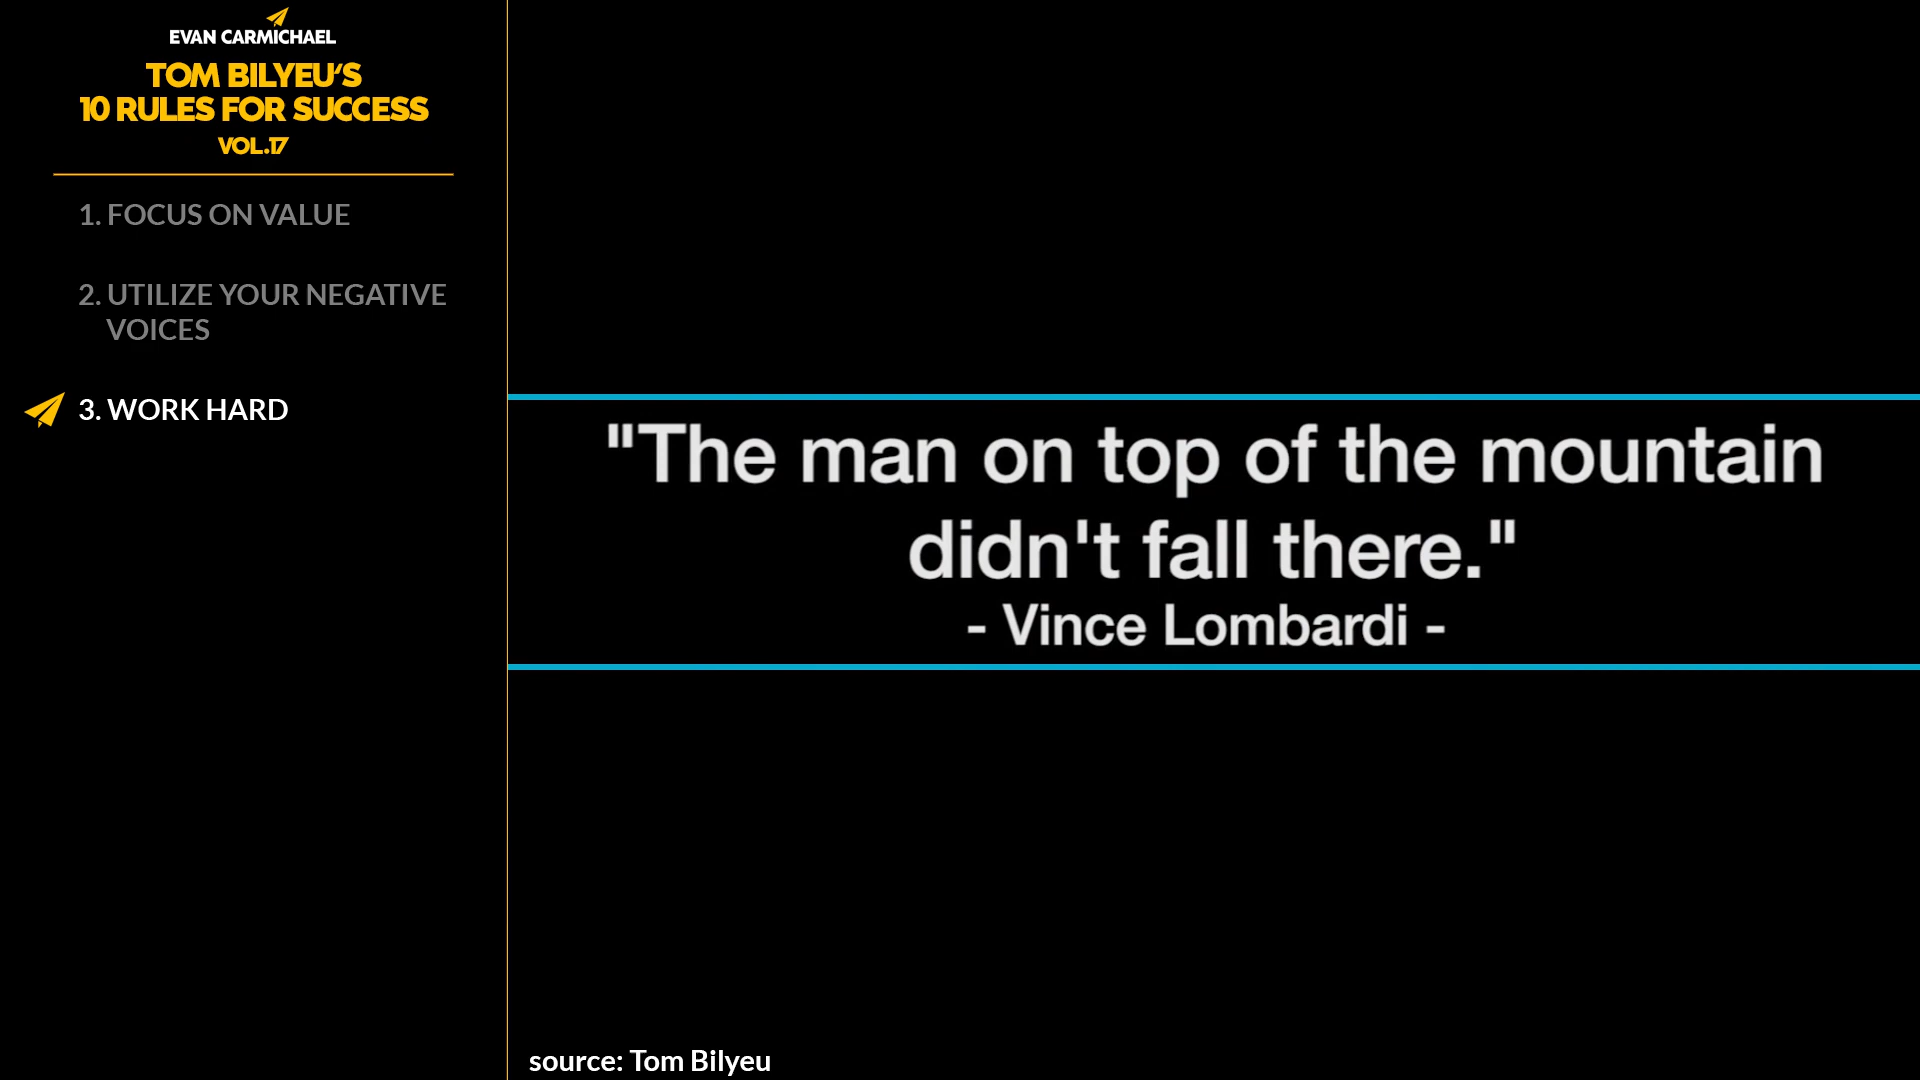 EVAN CARMICHAEL
TOM BILYEU'S
10 RULES FOR SUCCESS
VOL.17
1. FOCUS ON VALUE
2. UTILIZE YOUR NEGATIVE
VOICES
3. WORK HARD
"The man on top of the mountain
didn't fall there."
- Vince Lombardi -
source: Tom Bilyeu